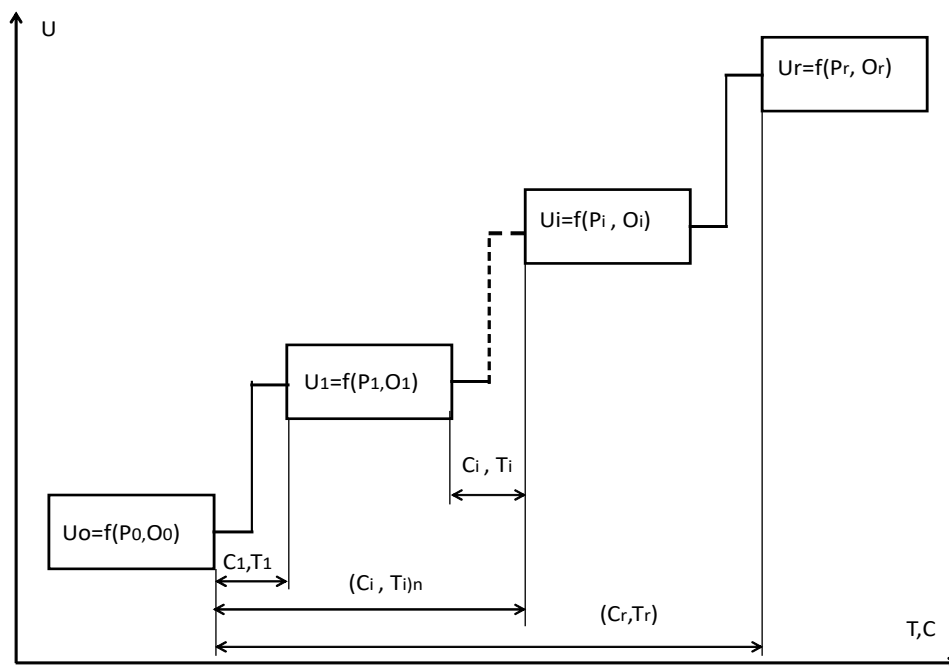 U
Ur=f(Pr, Or)
Ui=f(Pi , Oi)
U1=f(P1,O1)
Ci , Ti
Uo=f(P0,O0)
C1,T1
(Ci , Ti)n
(Cr,Tr)
T,C